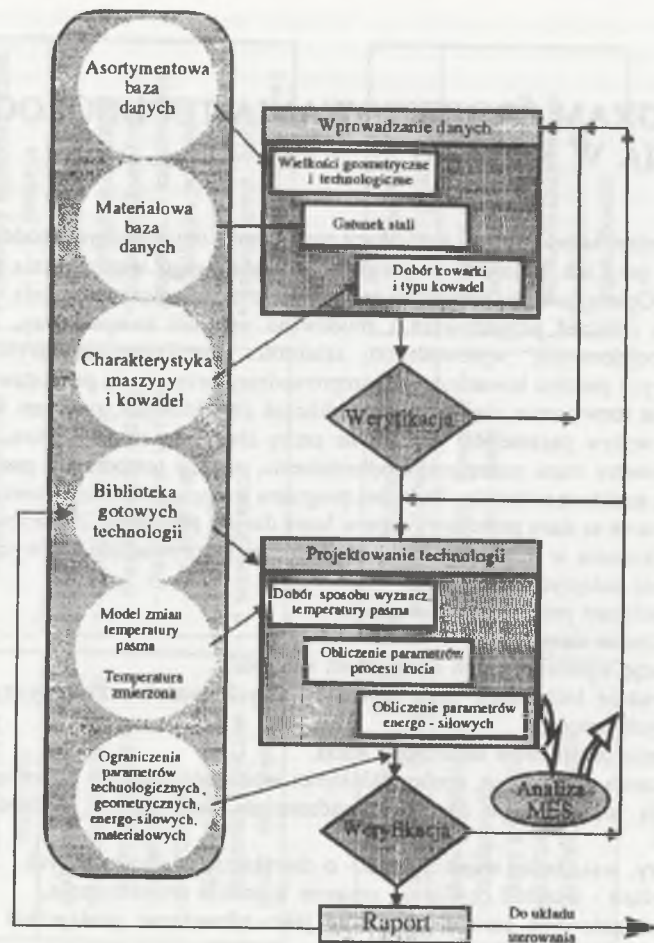 Asortymentowa
baza
danych
Materiałowa
baza
danych
Charakterystyka
maszyny
i kowadeł
Biblioteka
gotowych
technologii
Model zmian
temperatury
pasma
Temperatura
zmierzona
Ograniczenia
parametrów
technologicznych,
geometrycznych,
energo-siłowych,
materiałowych
Wprowadzanie danych
Wielkości geometryczne
i technologiczne
Gatunek stali
Dobór kowarki
i typu kowadeł
Weryfikacja
Projektowanie technologii
Dobór sposobu wyznacz
temperatury pasma
Obliczenie parametrów
procesu kucia
Obliczenie parametrów
energo - siłowych
Analiza
MES
Weryfikacja
Raport
Do układu
sterowania